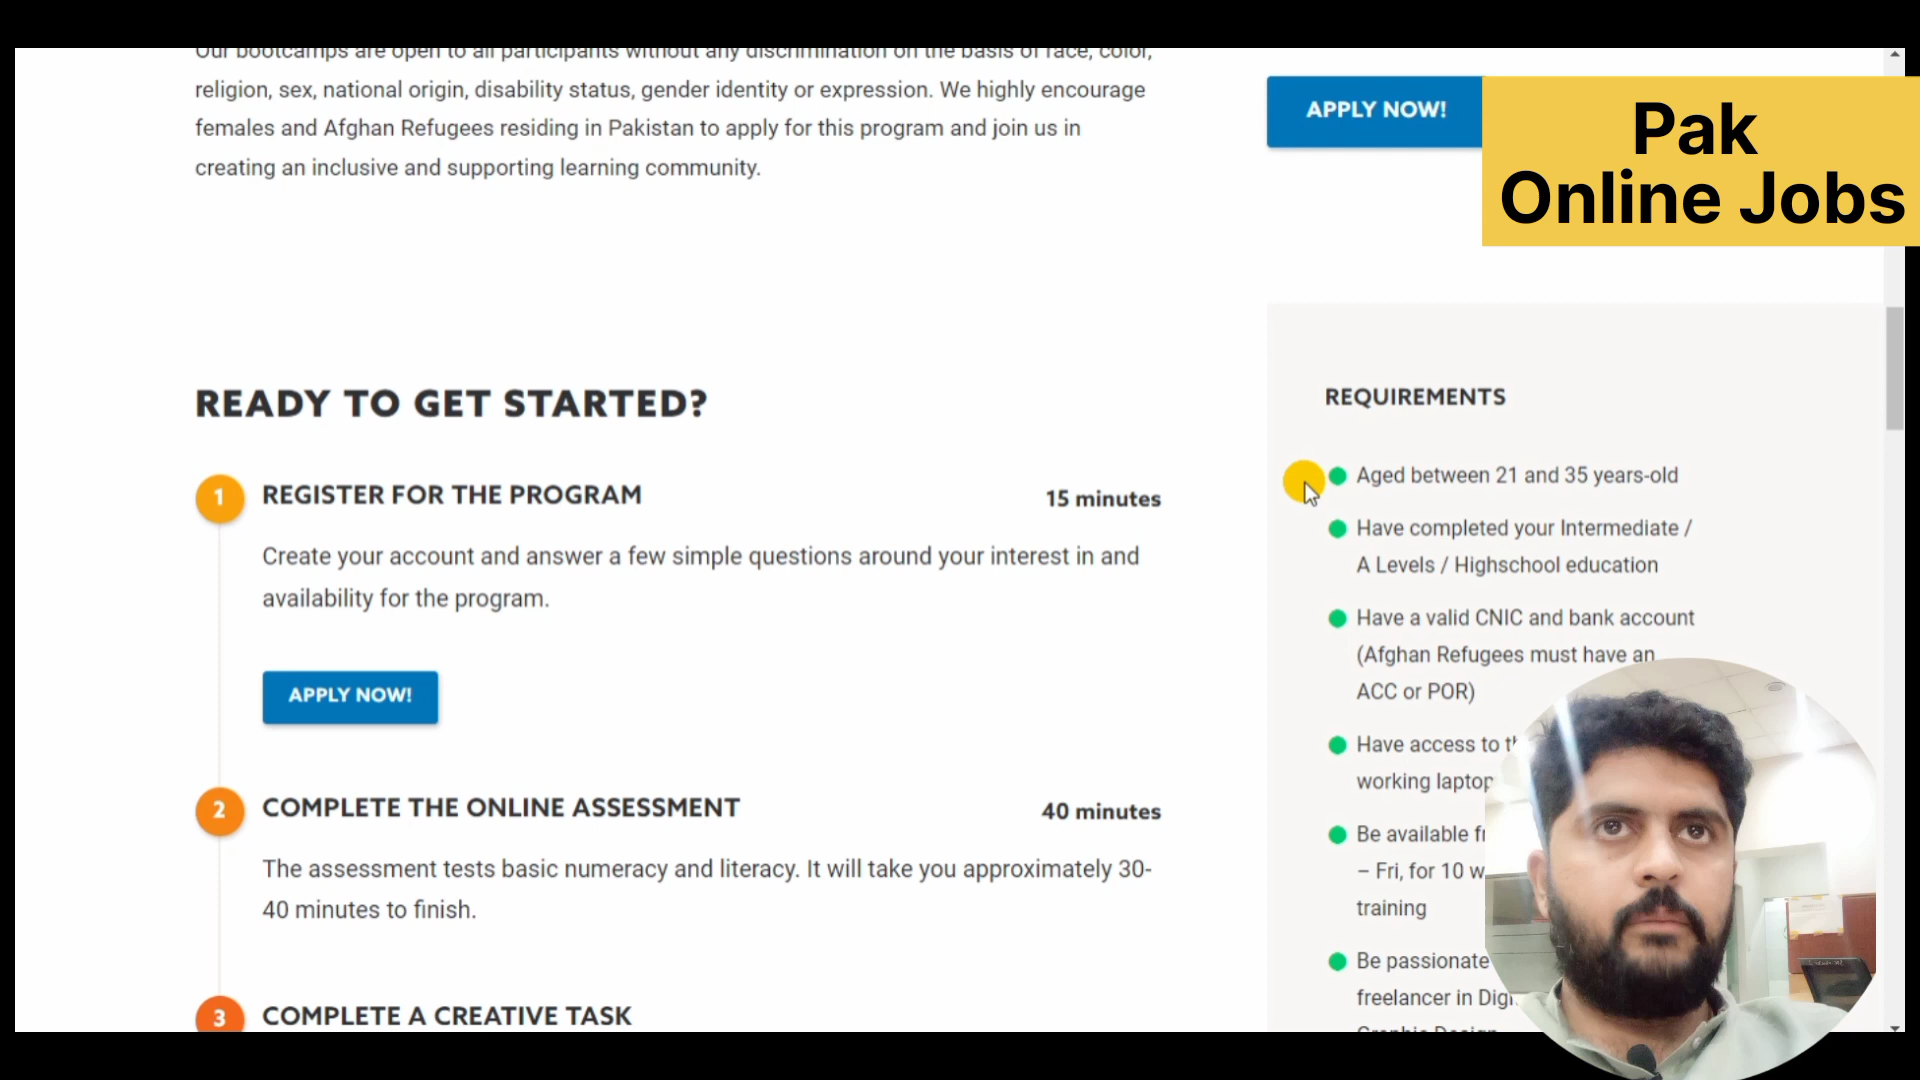 Our bootcamps are open to all participants without any discrimination on the basis of race, color,
religion, sex, national origin, disability status, gender identity or expression. We highly encourage
females and Afghan Refugees residing in Pakistan to apply for this program and join us in
creating an inclusive and supporting learning community.
APPLY NOW!
Pak
Online Jobs
READY TO GET STARTED?
1 REGISTER FOR THE PROGRAM 15 minutes
Create your account and answer a few simple questions around your interest in and
availability for the program.
APPLY NOW!
2 COMPLETE THE ONLINE ASSESSMENT 40 minutes
The assessment tests basic numeracy and literacy. It will take you approximately 30-
40 minutes to finish.
3 COMPLETE A CREATIVE TASK
REQUIREMENTS
Aged between 21 and 35 years-old
Have completed your Intermediate /
A Levels / Highschool education
Have a valid CNIC and bank account
(Afghan Refugees must have an
ACC or POR)
Have access to
working laptop
Be available
– Fri, for 10
training
Be passionate
freelancer in
Graphic Design